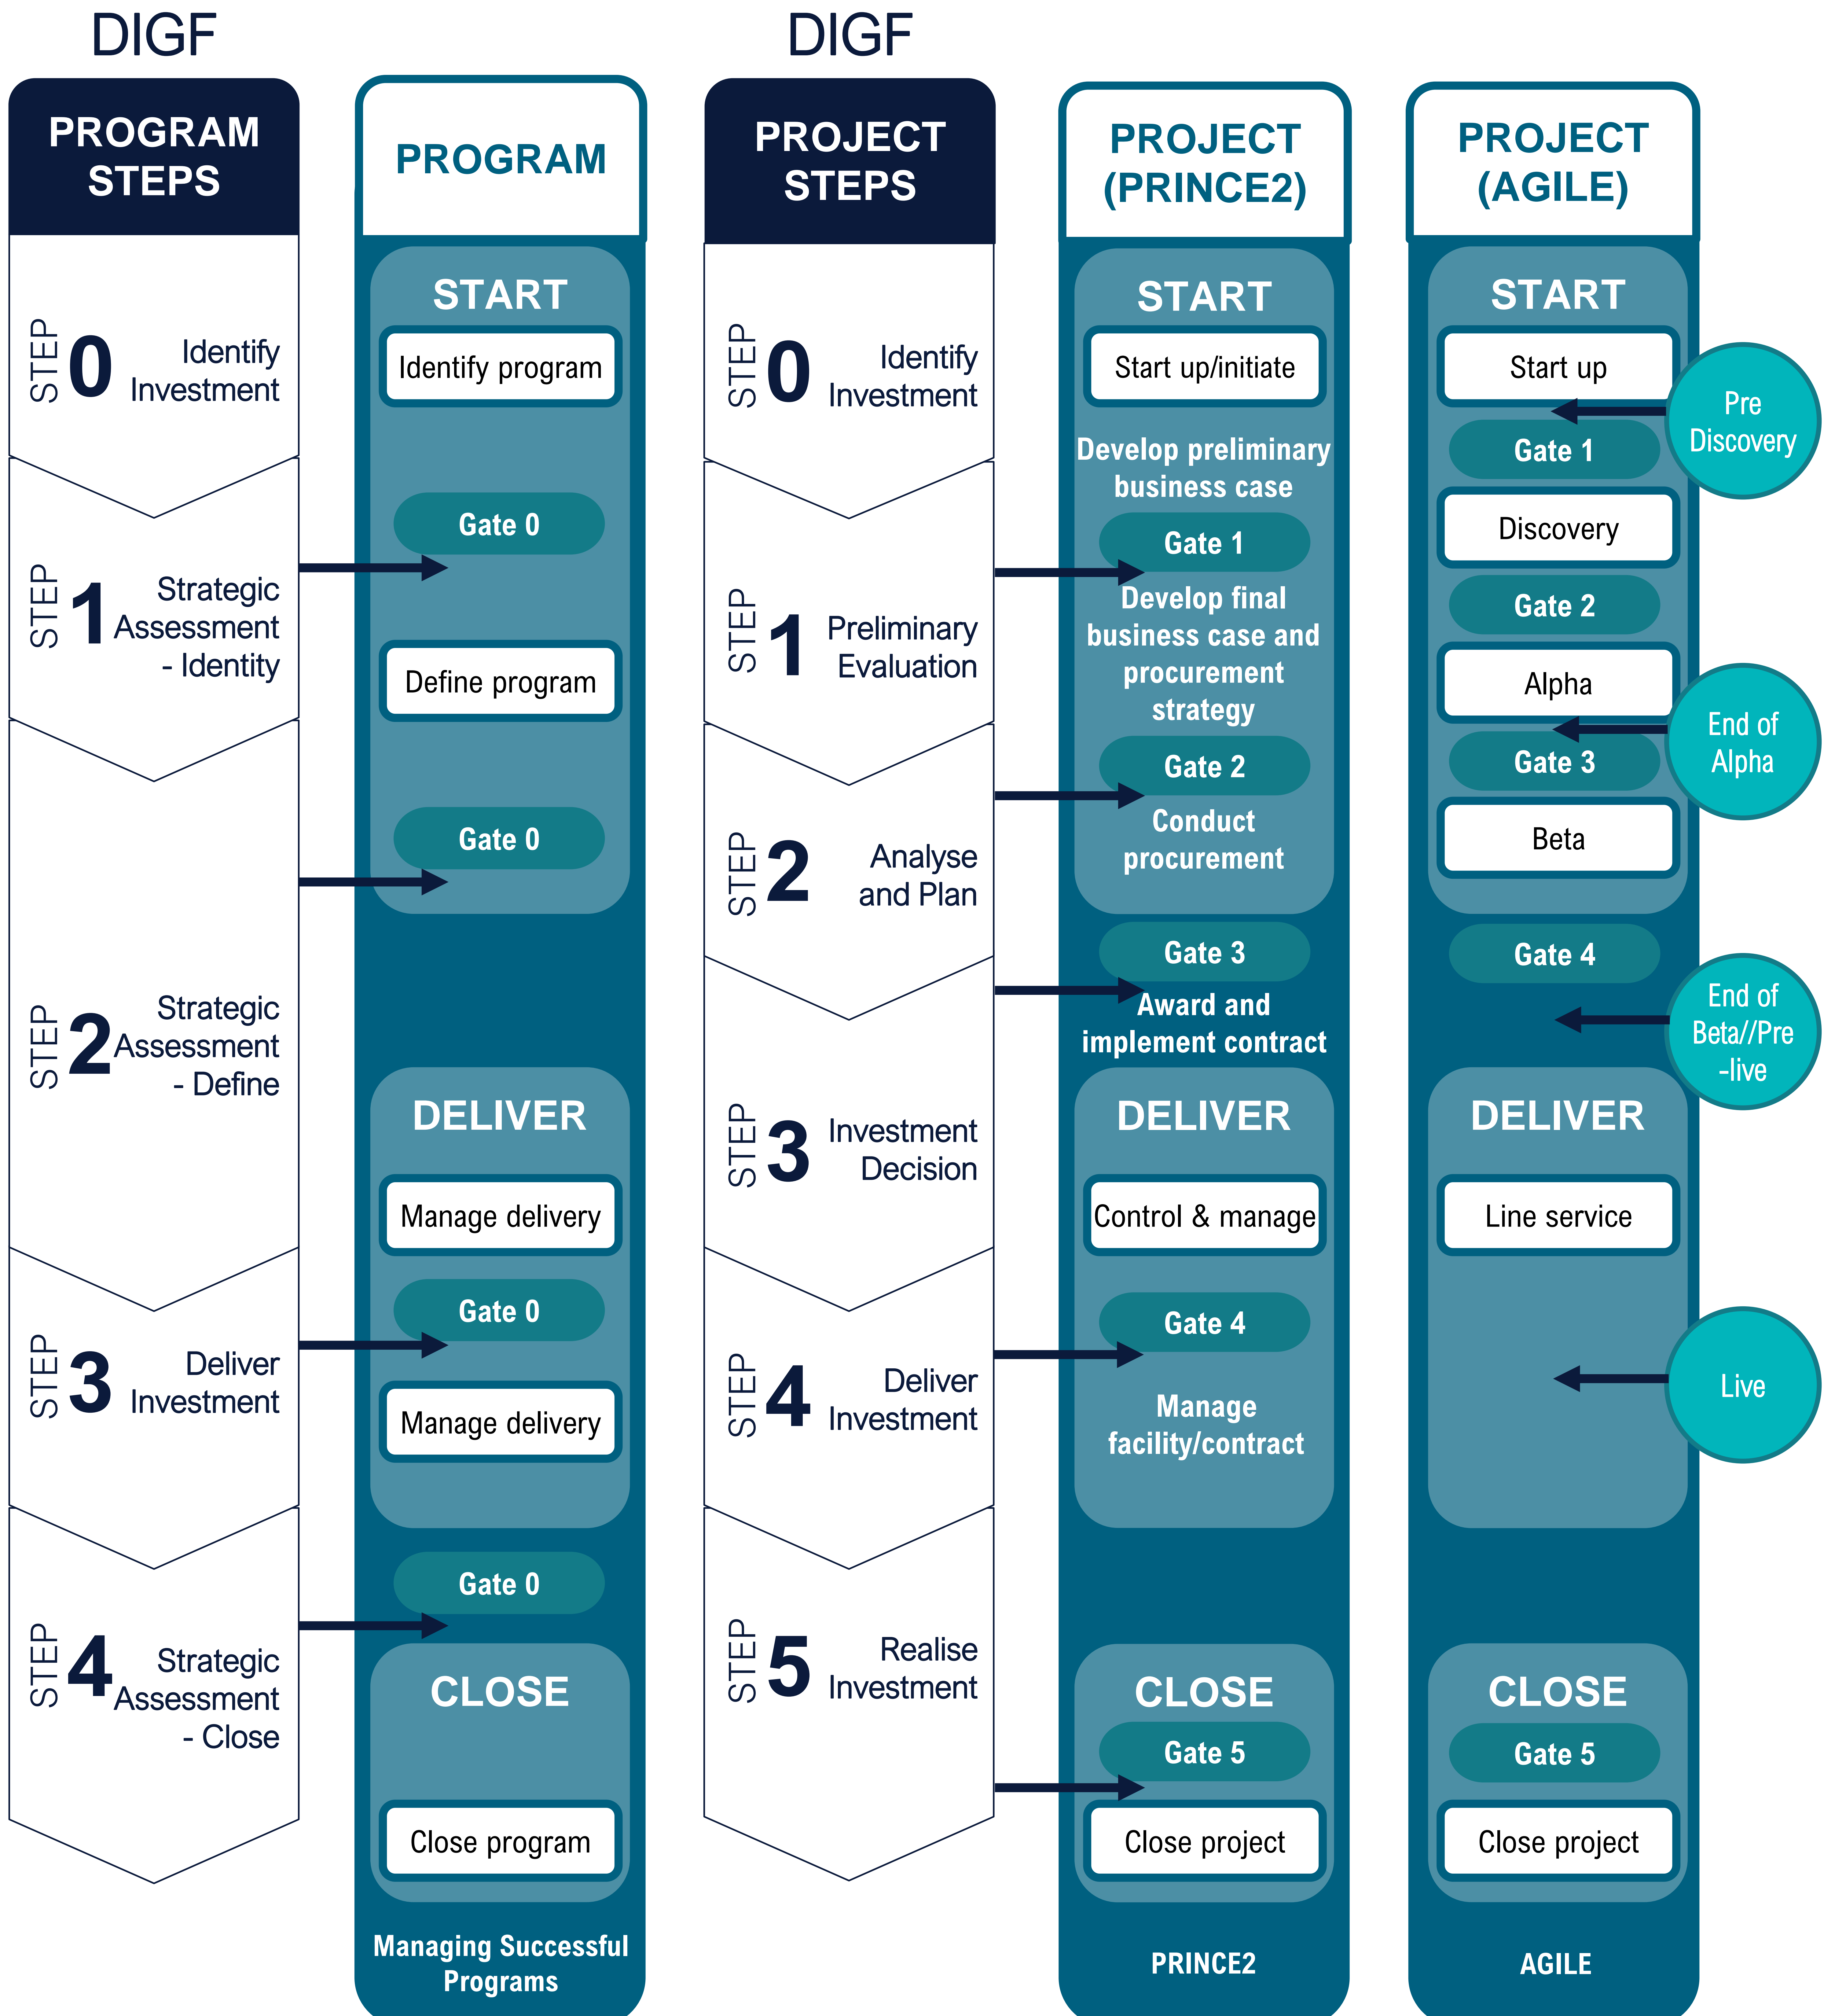 DIGF
PROGRAM
STEPS
STEP
0
Identify
Investment
STEP
1
Strategic
Assessment
- Identity
STEP
2
Strategic
Assessment
- Define
STEP
3
Deliver
Investment
STEP
4
Strategic
Assessment
- Close
PROGRAM
START
Identify program
Gate 0
Define program
Gate 0
DELIVER
Manage delivery
Gate 0
Manage delivery
Gate 0
CLOSE
Close program
Managing Successful
Programs
DIGF
PROJECT
STEPS
STEP
0
Identify
Investment
STEP
1
Preliminary
Evaluation
STEP
2
Analyse
and Plan
STEP
3
Investment
Decision
STEP
4
Deliver
Investment
STEP
5
Realise
Investment
PROJECT
(PRINCE2)
START
Start up/initiate
Develop preliminary
business case
Gate 1
Develop final
business case and
procurement
strategy
Gate 2
Conduct
procurement
Gate 3
Award and
implement contract
DELIVER
Control & manage
Gate 4
Manage
facility/contract
CLOSE
Gate 5
Close project
PRINCE2
PROJECT
(AGILE)
START
Start up
Gate 1
Discovery
Gate 2
Alpha
Gate 3
Beta
Gate 4
DELIVER
Line service
CLOSE
Gate 5
Close project
AGILE
Pre
Discovery
End of
Alpha
End of
Beta//Pre
-live
Live